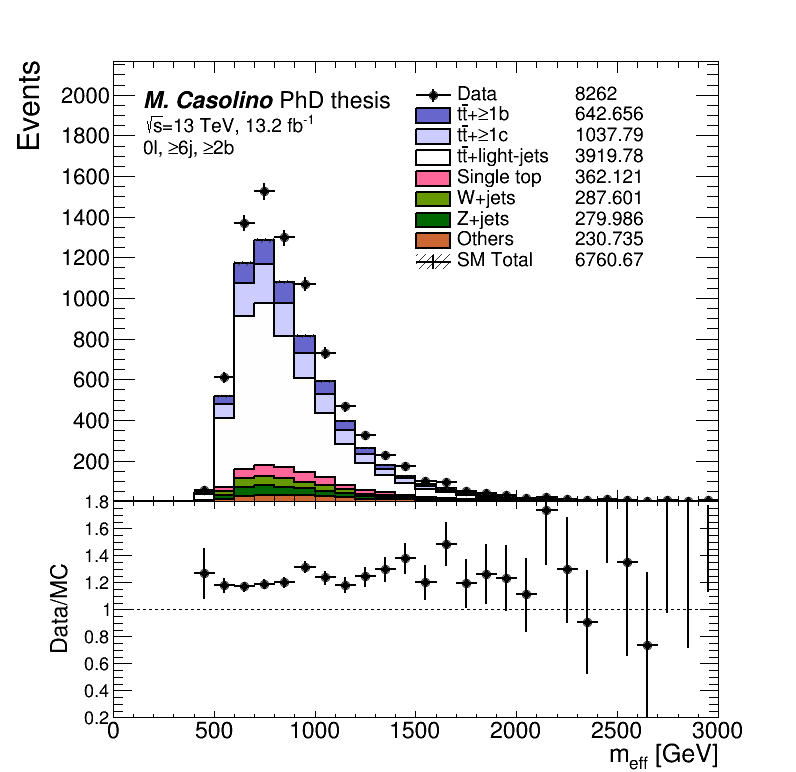 Events
2000
1800
1600
1400
1200
1000
800
600
400
200
M. Casolino PhD thesis
√s=13 TeV, 13.2 fb⁻¹
0l, ≥6j, ≥2b
Data 8262
tt̄+≥1b 642.656
tt̄+≥1c 1037.79
tt̄+light-jets 3919.78
Single top 362.121
W+jets 287.601
Z+jets 279.986
Others 230.735
SM Total 6760.67
Data/MC
1.8
1.6
1.4
1.2
1
0.8
0.6
0.4
0.2
0 500 1000 1500 2000 2500 3000
m_eff [GeV]